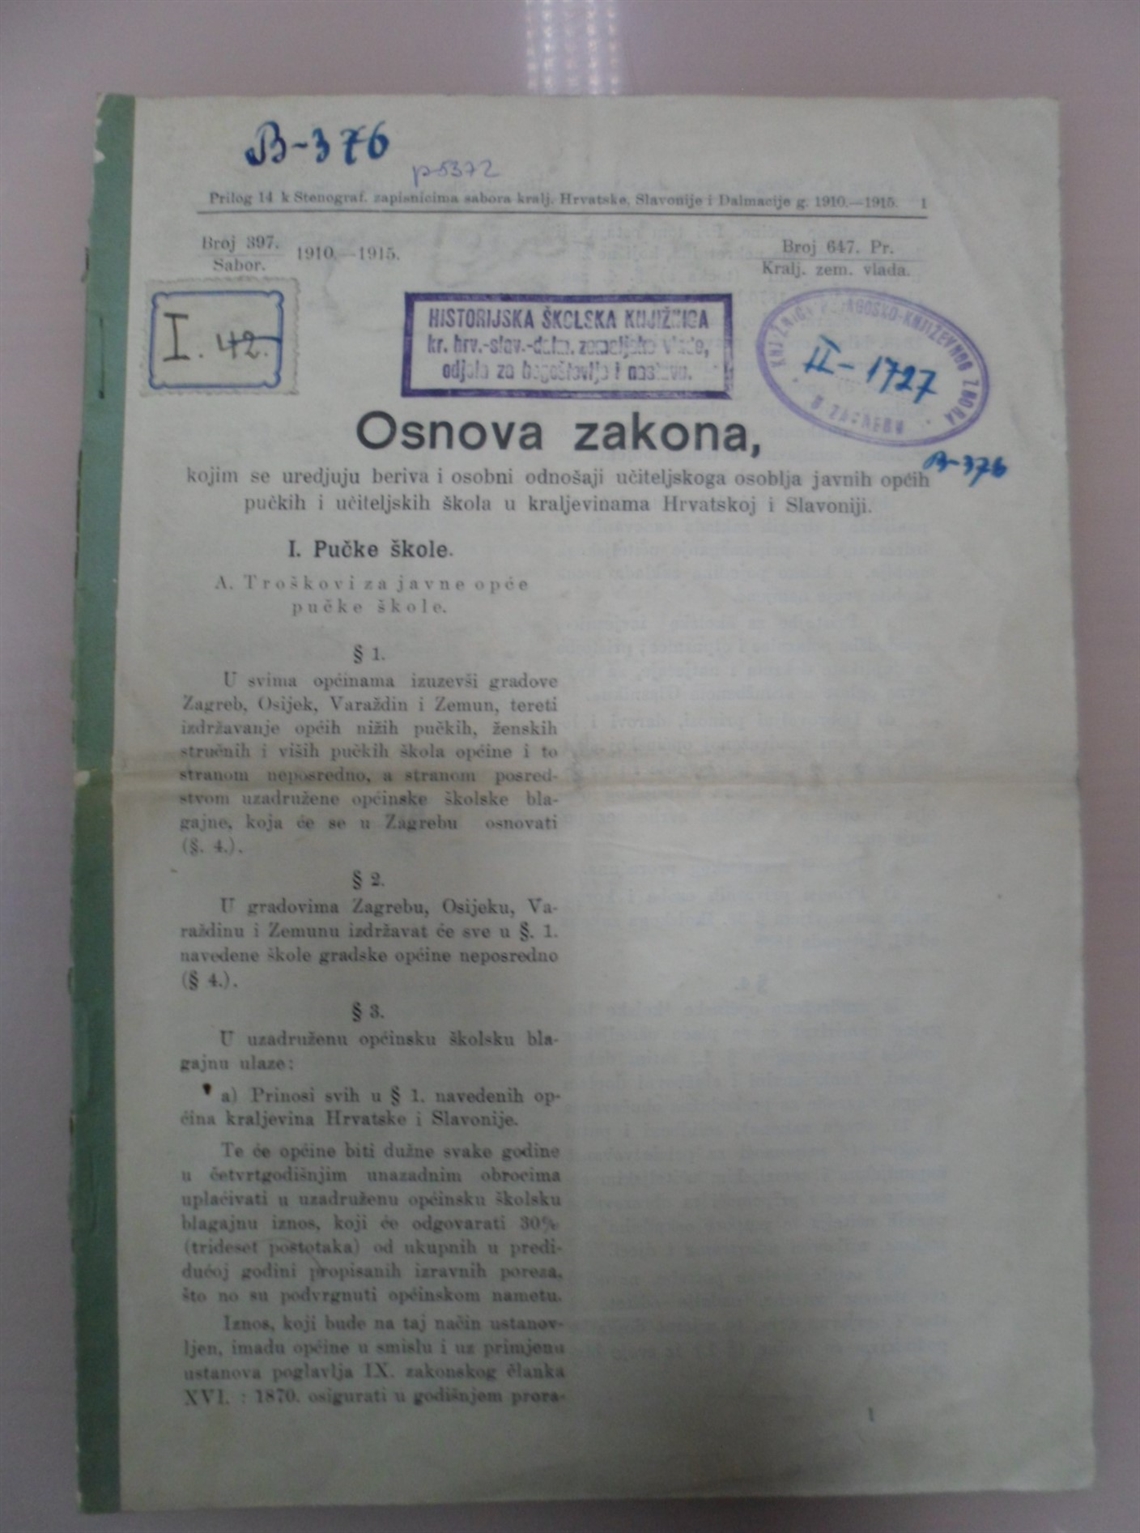 B-376
p-5372
Prilog 14 k Stenograf. zapisnicima sabora kralj. Hrvatske, Slavonije i Dalmacije g. 1910.—1915. 1
Broj 397.
Sabor.
1910.—1915.
Broj 647. Pr.
Kralj. zem. vlada.
I. 42.
HISTORIJSKA ŠKOLSKA KNJIŽNICA
kr. hrv.-slav.-dalm. zemaljske vlade,
odjela za bogoštovlje i nastavu.
KNJIŽNICA PEDAGOŠKO-KNJIŽEVNOG ZBORA
U ZAGREBU
II-1727
Osnova zakona,
B-376
kojim se uredjuju beriva i osobni odnošaji učiteljskoga osoblja javnih općih
pučkih i učiteljskih škola u kraljevinama Hrvatskoj i Slavoniji.
I. Pučke škole.
A. Troškovi za javne opće
pučke škole.
§ 1.
U svima općinama izuzevši gradove
Zagreb, Osijek, Varaždin i Zemun, tereti
izdržavanje općih nižih pučkih, ženskih
stručnih i viših pučkih škola općine i to
stranom neposredno, a stranom posred-
stvom uzadružene općinske školske bla-
gajne, koja će se u Zagrebu osnovati
(§. 4.).
§ 2.
U gradovima Zagrebu, Osijeku, Va-
raždinu i Zemunu izdržavat će sve u §. 1.
navedene škole gradske općine neposredno
(§ 4.).
§ 3.
U uzadruženu općinsku školsku bla-
gajnu ulaze:
a) Prinosi svih u § 1. navedenih op-
ćina kraljevina Hrvatske i Slavonije.
Te će općine biti dužne svake godine
u četvrtgodišnjim unazadnim obrocima
uplaćivati u uzadruženu općinsku školsku
blagajnu iznos, koji će odgovarati 30%
(trideset postotaka) od ukupnih u predi-
dućoj godini propisanih izravnih poreza,
što no su podvrgnuti općinskom nametu.
Iznos, koji bude na taj način ustanov-
ljen, imadu općine u smislu i uz primjenu
ustanova poglavlja IX. zakonskog članka
XVI. : 1870. osigurati u godišnjem prora-
1